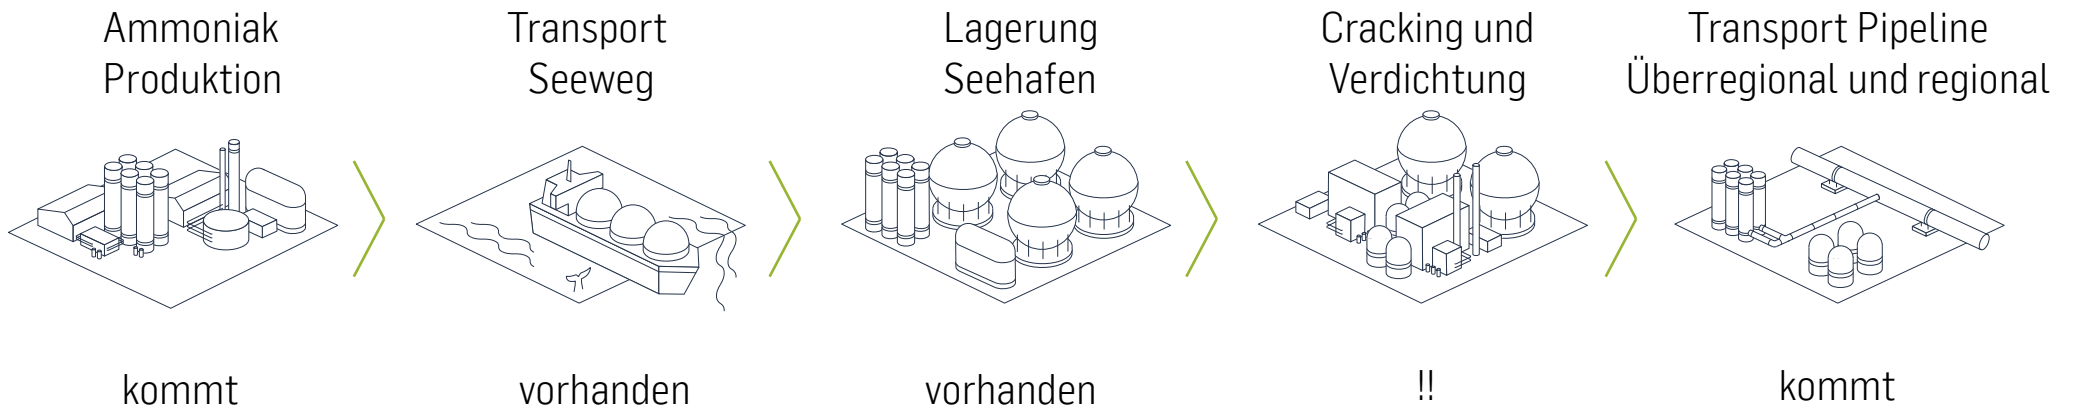 Ammoniak
Produktion
Transport
Seeweg
Lagerung
Seehafen
Cracking und
Verdichtung
Transport Pipeline
Überregional und regional
kommt
vorhanden
vorhanden
!!
kommt